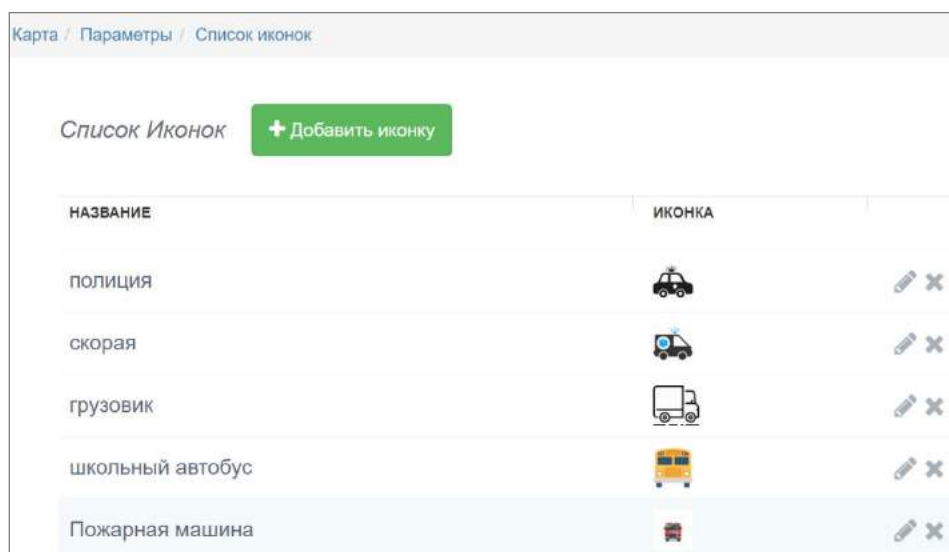 Карта / Параметры / Список иконок
Список Иконок + Добавить иконку
НАЗВАНИЕ ИКОНКА
полиция
скорая
грузовик
школьный автобус
Пожарная машина